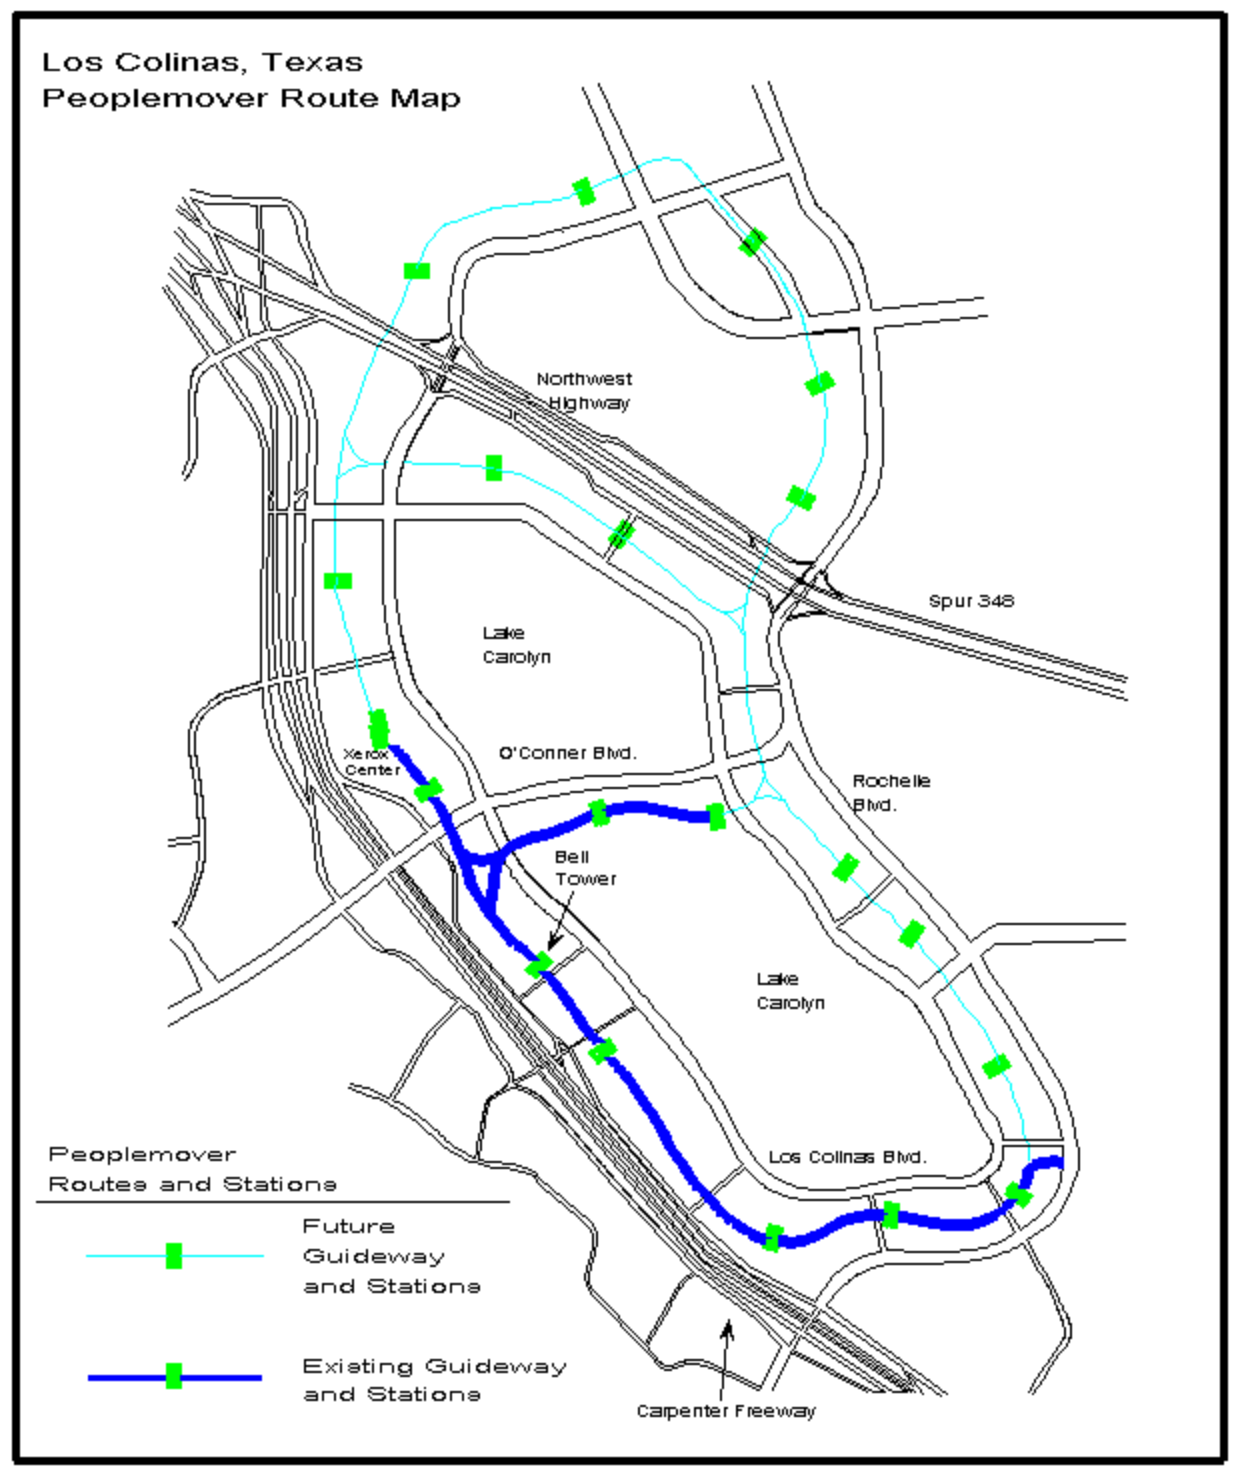 Los Colinas, Texas
Peoplemover Route Map
Northwest
Highway
Spur 348
Lake
Carolyn
Xerox
Center
O'Conner Blvd.
Rochelle
Blvd.
Bell
Tower
Lake
Carolyn
Los Colinas Blvd.
Peoplemover
Routes and Stations
Future
Guideway
and Stations
Existing Guideway
and Stations
Carpenter Freeway